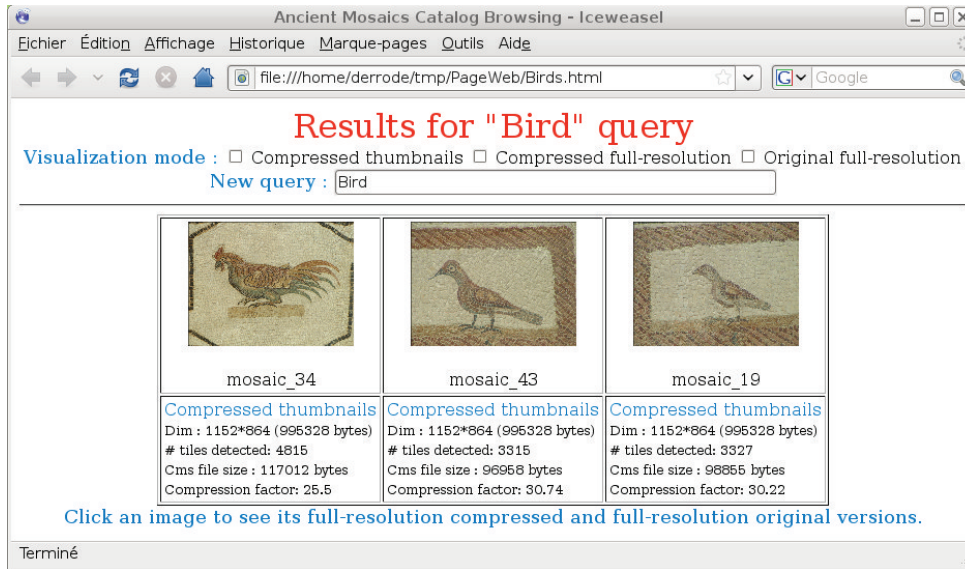 Ancient Mosaics Catalog Browsing - Iceweasel
Fichier Édition Affichage Historique Marque-pages Outils Aide
file:///home/derrode/tmp/PageWeb/Birds.html G Google
Results for "Bird" query
Visualization mode : Compressed thumbnails Compressed full-resolution Original full-resolution
New query : Bird
mosaic_34 mosaic_43 mosaic_19
Compressed thumbnails Compressed thumbnails Compressed thumbnails
Dim : 1152*864 (995328 bytes) Dim : 1152*864 (995328 bytes) Dim : 1152*864 (995328 bytes)
# tiles detected: 4815 # tiles detected: 3315 # tiles detected: 3327
Cms file size : 117012 bytes Cms file size : 96958 bytes Cms file size : 98855 bytes
Compression factor: 25.5 Compression factor: 30.74 Compression factor: 30.22
Click an image to see its full-resolution compressed and full-resolution original versions.
Terminé